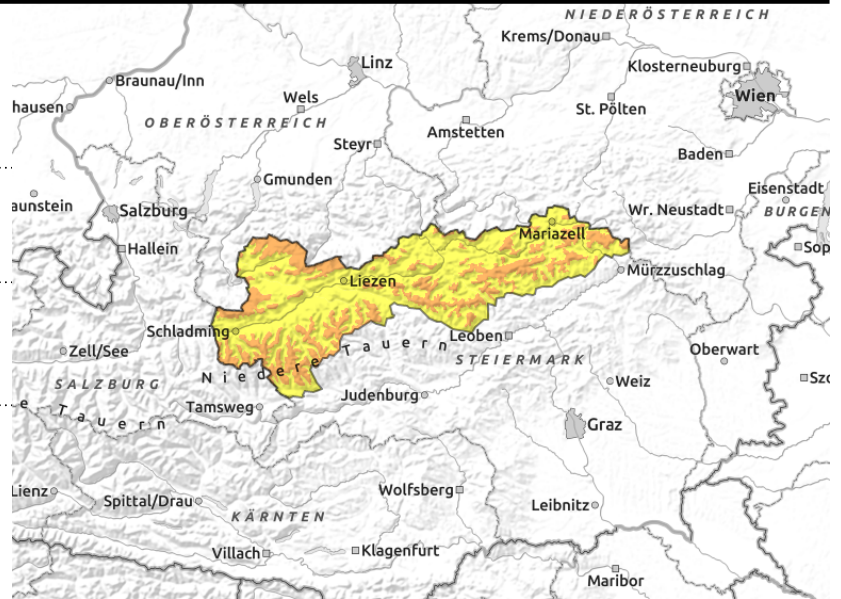 NIEDERÖSTERREICH
Krems/Donau
Linz
Klosterneuburg
Braunau/Inn
Wien
Wels
hausen
St. Pölten
OBERÖSTERREICH
Amstetten
Steyr
Baden
Gmunden
Eisenstadt
aunstein
Salzburg
Wr. Neustadt
BURGEN
Mariazell
Hallein
Sop
Mürzzuschlag
Liezen
Schladming
Leoben
Zell/See
Niedere Tauern
STEIERMARK
Oberwart
SALZBURG
Weiz
Szo
Judenburg
Tamsweg
e Tauern
Graz
Lienz
Wolfsberg
Spittal/Drau
Leibnitz
KÄRNTEN
Villach
Klagenfurt
Maribor